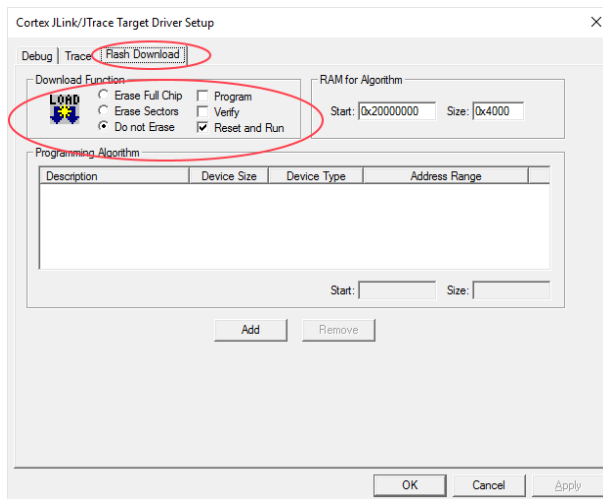 Cortex JLink/JTrace Target Driver Setup
Debug Trace Flash Download
Download Function
LOAD
Erase Full Chip Program
Erase Sectors Verify
Do not Erase Reset and Run
RAM for Algorithm
Start: 0x20000000 Size: 0x4000
Programming Algorithm
Description Device Size Device Type Address Range
Start: Size:
Add Remove
OK Cancel Apply